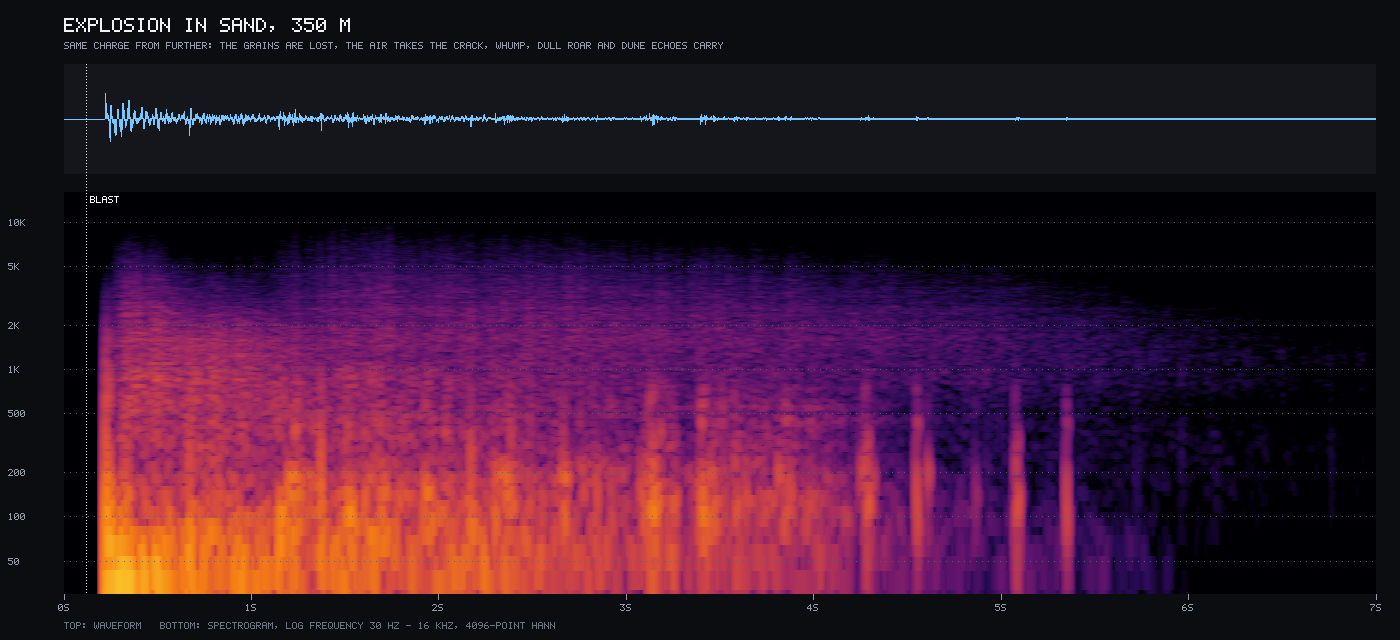 EXPLOSION IN SAND, 350 M
SAME CHARGE FROM FURTHER: THE GRAINS ARE LOST, THE AIR TAKES THE CRACK, WHUMP, DULL ROAR AND DUNE ECHOES CARRY
BLAST
10K
5K
2K
1K
500
200
100
50
0S 1S 2S 3S 4S 5S 6S 7S
TOP: WAVEFORM BOTTOM: SPECTROGRAM, LOG FREQUENCY 30 HZ - 16 KHZ, 4096-POINT HANN